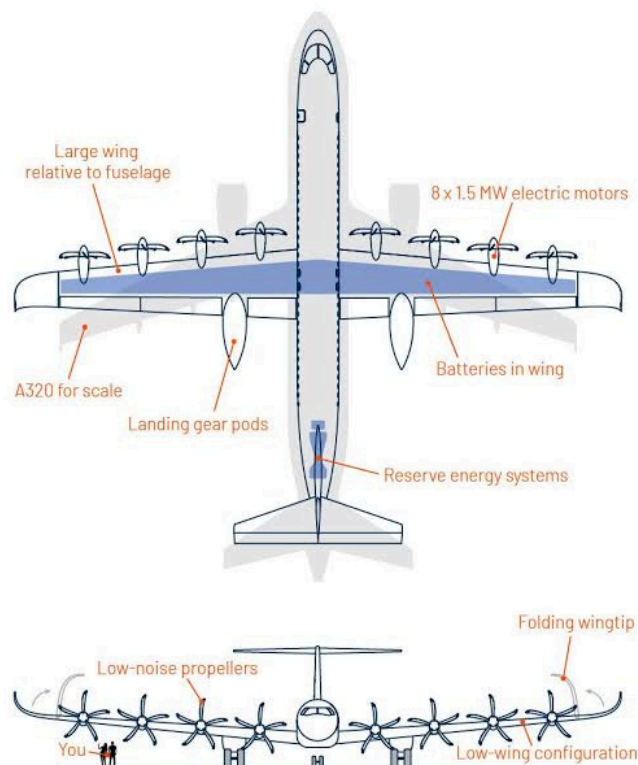 Large wing
relative to fuselage
8 x 1.5 MW electric motors
A320 for scale
Batteries in wing
Landing gear pods
Reserve energy systems
Folding wingtip
Low-noise propellers
You
Low-wing configuration